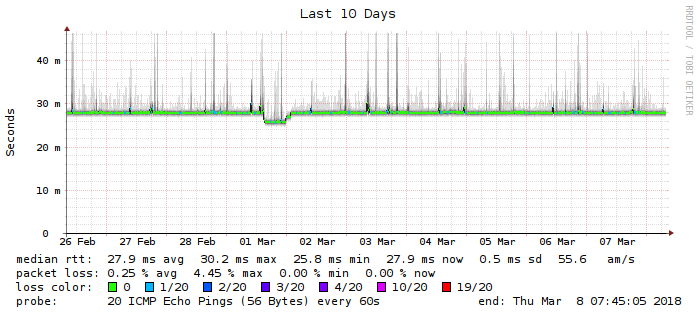 Last 10 Days
RRDTOOL / TOBI OETIKER
Seconds
40 m
30 m
20 m
10 m
0
26 Feb 27 Feb 28 Feb 01 Mar 02 Mar 03 Mar 04 Mar 05 Mar 06 Mar 07 Mar
median rtt: 27.9 ms avg 30.2 ms max 25.8 ms min 27.9 ms now 0.5 ms sd 55.6 am/s
packet loss: 0.25 % avg 4.45 % max 0.00 % min 0.00 % now
loss color: 0 1/20 2/20 3/20 4/20 10/20 19/20
probe: 20 ICMP Echo Pings (56 Bytes) every 60s end: Thu Mar 8 07:45:05 2018